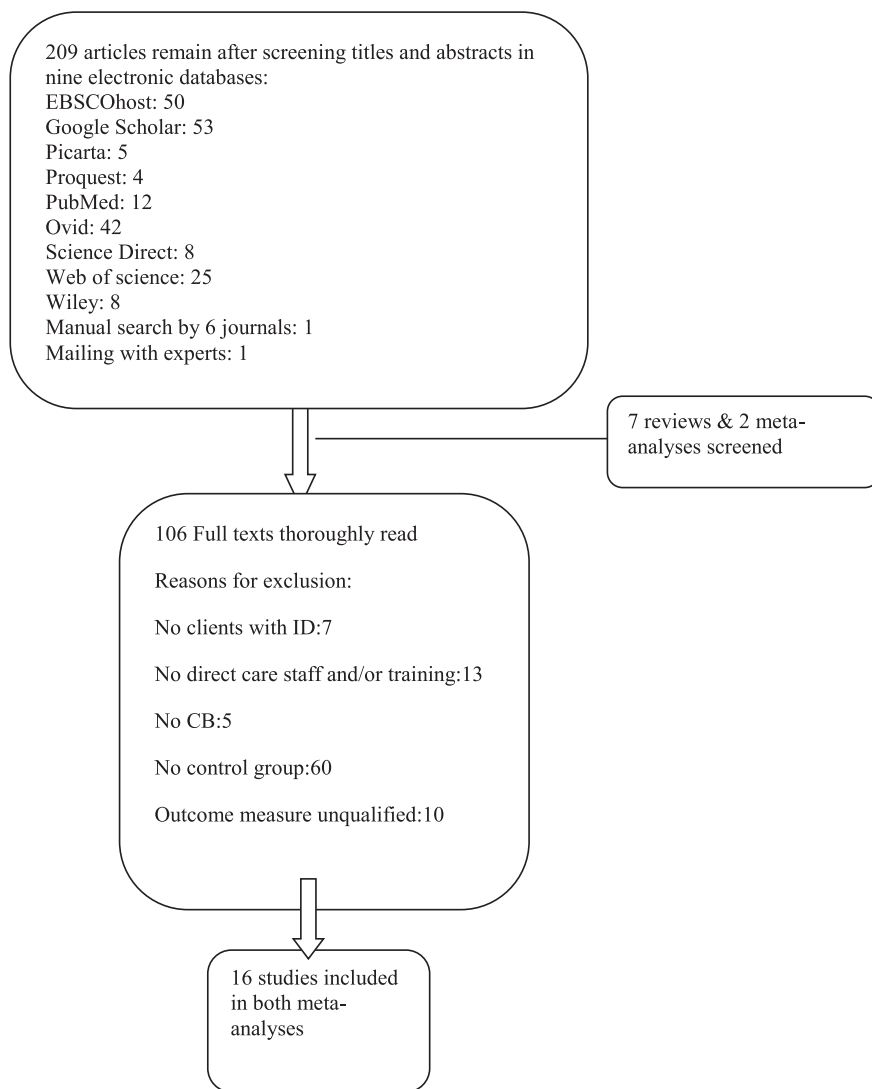 209 articles remain after screening titles and abstracts in
nine electronic databases:
EBSCOhost: 50
Google Scholar: 53
Picarta: 5
Proquest: 4
PubMed: 12
Ovid: 42
Science Direct: 8
Web of science: 25
Wiley: 8
Manual search by 6 journals: 1
Mailing with experts: 1
7 reviews & 2 meta-
analyses screened
106 Full texts thoroughly read
Reasons for exclusion:
No clients with ID:7
No direct care staff and/or training:13
No CB:5
No control group:60
Outcome measure unqualified:10
16 studies included
in both meta-
analyses